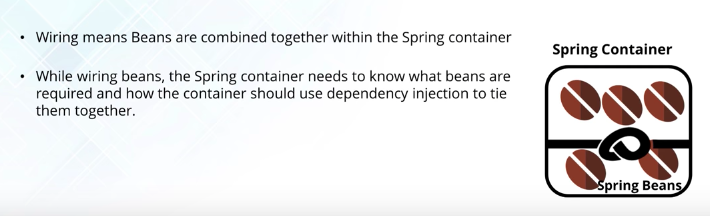 • Wiring means Beans are combined together within the Spring container
• While wiring beans, the Spring container needs to know what beans are
required and how the container should use dependency injection to tie
them together.
Spring Container
Spring Beans